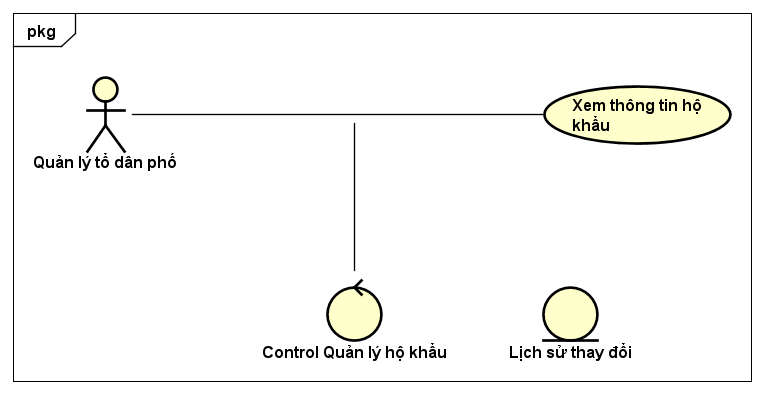 pkg
Quản lý tổ dân phố
Xem thông tin hộ
khẩu
Control Quản lý hộ khẩu
Lịch sử thay đổi